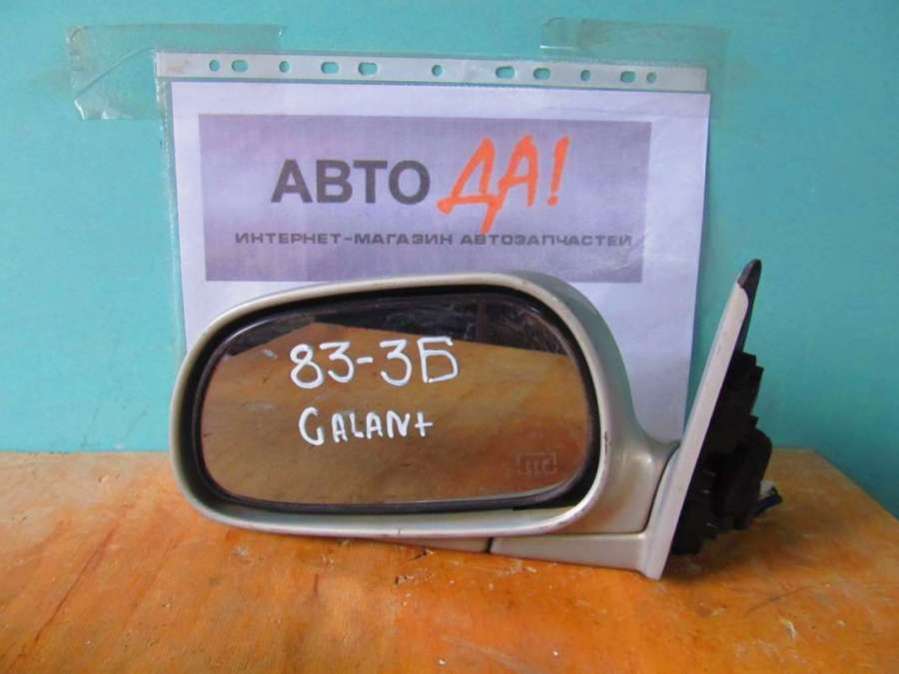 АВТО ДА!
ИНТЕРНЕТ-МАГАЗИН АВТОЗАПЧАСТЕЙ
83-3Б
GALANt